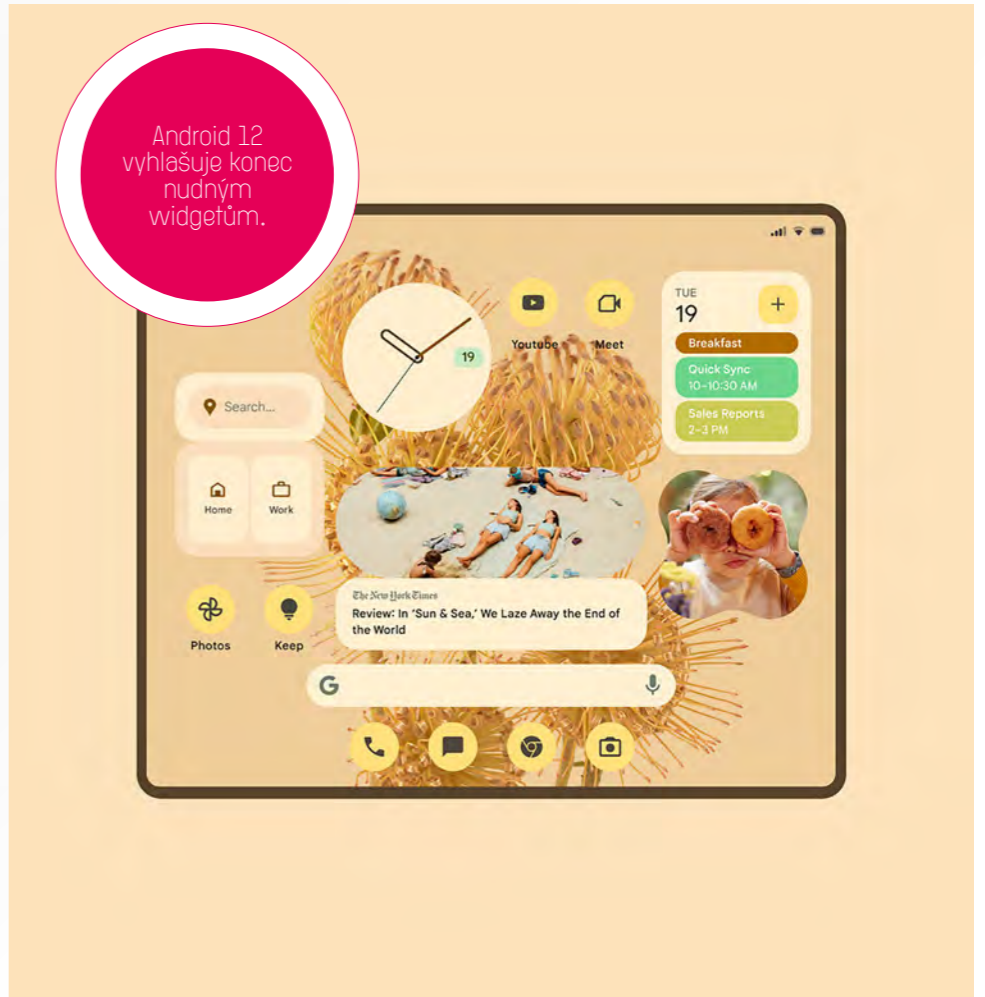 Android 12
vyhlašuje konec
nudným
widgetům.
Youtube
Meet
TUE
19
+
Breakfast
Quick Sync
10–10:30 AM
Sales Reports
2–3 PM
19
Search...
Home
Work
The New York Times
Review: In ‘Sun & Sea,’ We Laze Away the End of
the World
Photos
Keep
G